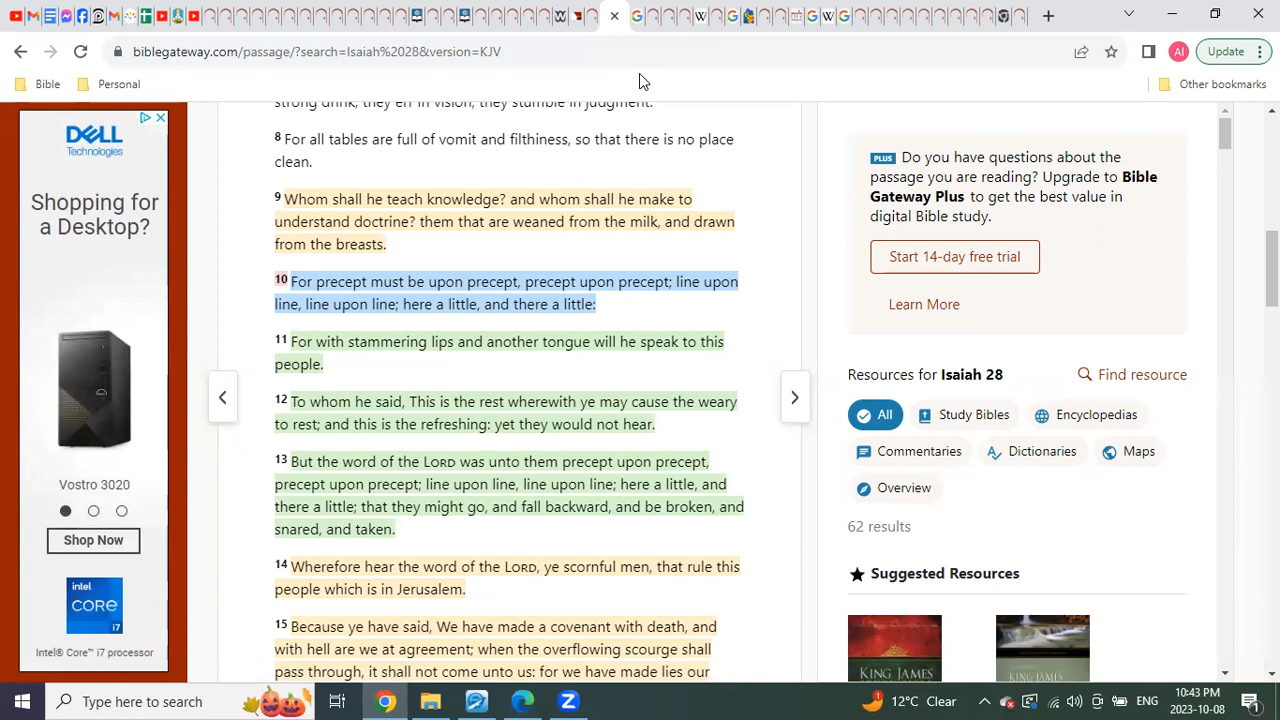 biblegateway.com/passage/?search=Isaiah%2028&version=KJV
AI
Update
Bible
Personal
Other bookmarks
DELL
Technologies
Shopping for
a Desktop?
Vostro 3020
Shop Now
intel
CORE
i7
Intel® Core™ i7 processor
strong drink, they err in vision, they stumble in judgment.
8 For all tables are full of vomit and filthiness, so that there is no place
clean.
9 Whom shall he teach knowledge? and whom shall he make to
understand doctrine? them that are weaned from the milk, and drawn
from the breasts.
10 For precept must be upon precept, precept upon precept; line upon
line, line upon line; here a little, and there a little:
11 For with stammering lips and another tongue will he speak to this
people.
12 To whom he said, This is the rest wherewith ye may cause the weary
to rest; and this is the refreshing: yet they would not hear.
13 But the word of the LORD was unto them precept upon precept,
precept upon precept; line upon line, line upon line; here a little, and
there a little; that they might go, and fall backward, and be broken, and
snared, and taken.
14 Wherefore hear the word of the LORD, ye scornful men, that rule this
people which is in Jerusalem.
15 Because ye have said, We have made a covenant with death, and
with hell are we at agreement; when the overflowing scourge shall
pass through, it shall not come unto us: for we have made lies our
PLUS Do you have questions about the
passage you are reading? Upgrade to Bible
Gateway Plus to get the best value in
digital Bible study.
Start 14-day free trial
Learn More
Resources for Isaiah 28
Find resource
All
Study Bibles
Encyclopedias
Commentaries
Dictionaries
Maps
Overview
62 results
Suggested Resources
KING JAMES
KING JAMES
Type here to search
1
12°C Clear
ENG
10:43 PM
2023-10-08
1